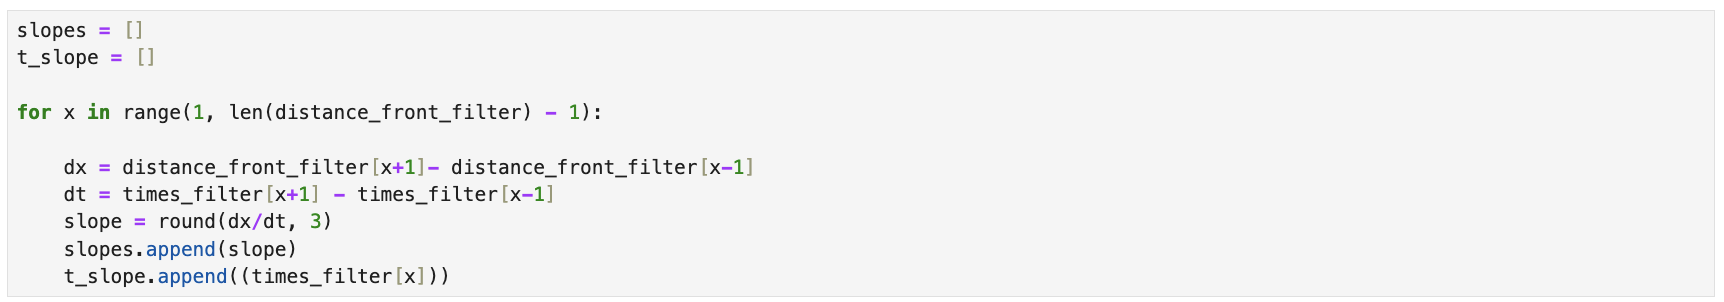 slopes = []
t_slope = []
for x in range(1, len(distance_front_filter) - 1):
    dx = distance_front_filter[x+1]- distance_front_filter[x-1]
    dt = times_filter[x+1] - times_filter[x-1]
    slope = round(dx/dt, 3)
    slopes.append(slope)
    t_slope.append((times_filter[x]))